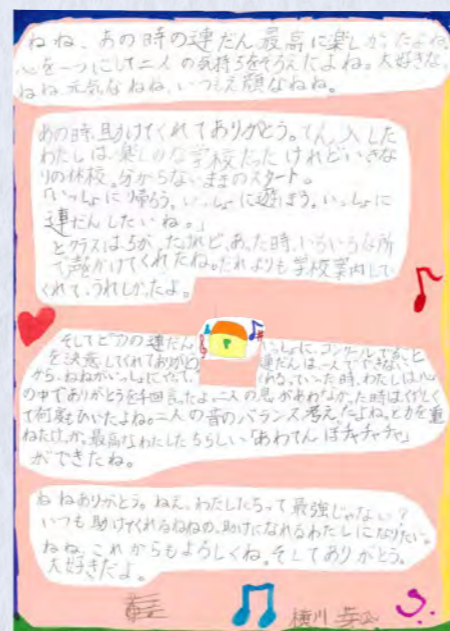 ねね、あの時の連だん最高に楽しかったよね。
心を一つにして二人の気持ちをそろえたよね。大好きな
ねね、元気なねね、いつもえ顔なねね。
あの時、助けてくれてありがとう。てん入した
わたしは楽しみな学校だったけれどいきな
りの休校。分からないままのスタート。
「いっしょに帰ろう。いっしょに遊ぼう。いっしょに
連だんしたいね。」
とクラスはちがったけれど、あった時、いろいろな所
で声をかけてくれたね。だれよりも学校案内して
くれて、うれしかったよ。
そしてピアノの連だん
を決意してくれてありがとう
いっしょに、コンクールでると
連だんは一人でできない
から、ねねがいっしょにやって
くれるっていった時、わたしは心
の中でありがとうを千回言ったよ。二人の息があわなかった時はくやしく
て何度もひいたよね。二人の音のバランス考えたよね。と力を重
ねたけっか、最高なわたしたちらしい「あわてんぼチャチャチャ」
ができたね。
ねねありがとう。ねえ、わたしたちって最強じゃない?
いつも助けてくれるねねの、助けになれるわたしになりたい。
ねね、これからもよろしくね。そしてありがとう。
大好きだよ。
横川